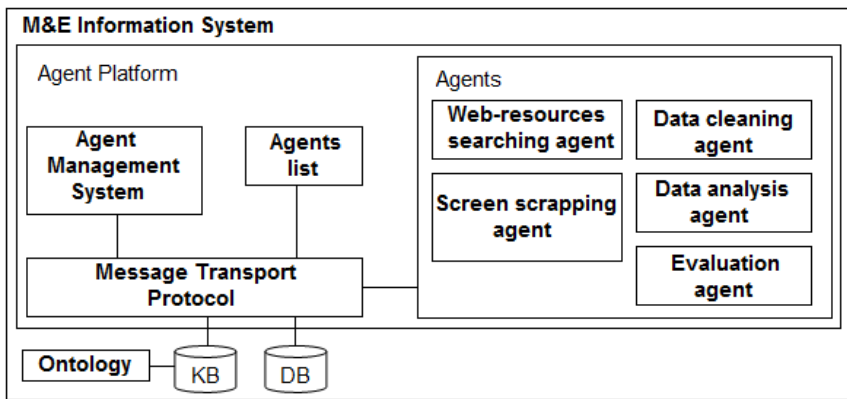 M&E Information System
Agent Platform
Agent
Management
System
Agents
list
Message Transport
Protocol
Agents
Web-resources
searching agent
Screen scrapping
agent
Data cleaning
agent
Data analysis
agent
Evaluation
agent
Ontology
KB
DB